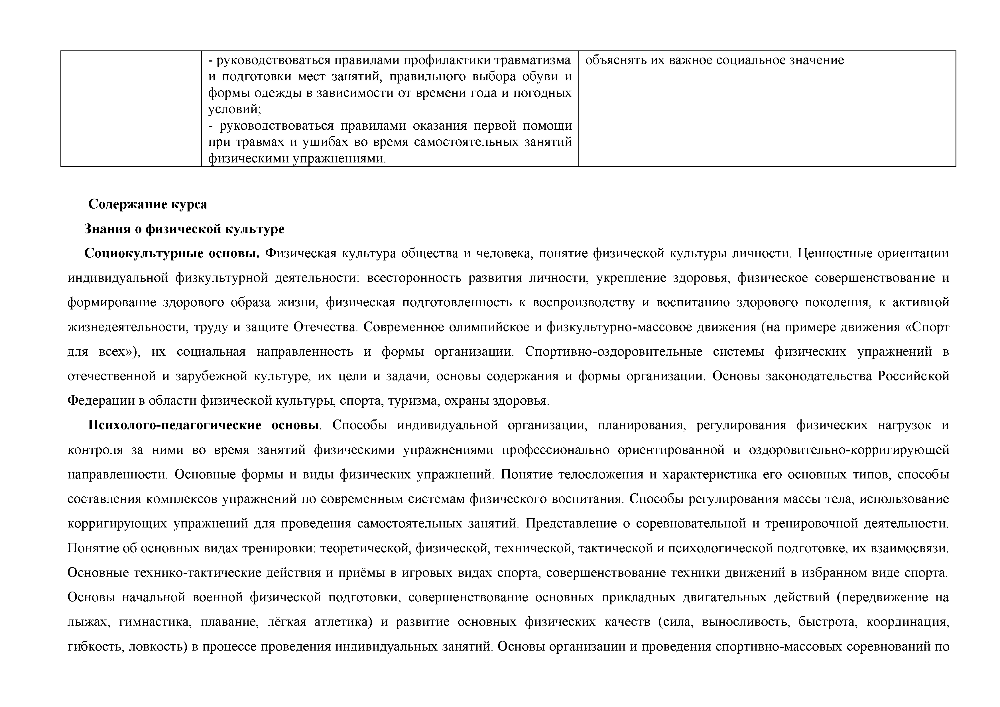 - руководствоваться правилами профилактики травматизма
и подготовки мест занятий, правильного выбора обуви и
формы одежды в зависимости от времени года и погодных
условий;
- руководствоваться правилами оказания первой помощи
при травмах и ушибах во время самостоятельных занятий
физическими упражнениями.
объяснять их важное социальное значение
Содержание курса
Знания о физической культуре
Социокультурные основы. Физическая культура общества и человека, понятие физической культуры личности. Ценностные ориентации
индивидуальной физкультурной деятельности: всесторонность развития личности, укрепление здоровья, физическое совершенствование и
формирование здорового образа жизни, физическая подготовленность к воспроизводству и воспитанию здорового поколения, к активной
жизнедеятельности, труду и защите Отечества. Современное олимпийское и физкультурно-массовое движения (на примере движения «Спорт
для всех»), их социальная направленность и формы организации. Спортивно-оздоровительные системы физических упражнений в
отечественной и зарубежной культуре, их цели и задачи, основы содержания и формы организации. Основы законодательства Российской
Федерации в области физической культуры, спорта, туризма, охраны здоровья.
Психолого-педагогические основы. Способы индивидуальной организации, планирования, регулирования физических нагрузок и
контроля за ними во время занятий физическими упражнениями профессионально ориентированной и оздоровительно-корригирующей
направленности. Основные формы и виды физических упражнений. Понятие телосложения и характеристика его основных типов, способы
составления комплексов упражнений по современным системам физического воспитания. Способы регулирования массы тела, использование
корригирующих упражнений для проведения самостоятельных занятий. Представление о соревновательной и тренировочной деятельности.
Понятие об основных видах тренировки: теоретической, физической, технической, тактической и психологической подготовке, их взаимосвязи.
Основные технико-тактические действия и приёмы в игровых видах спорта, совершенствование техники движений в избранном виде спорта.
Основы начальной военной физической подготовки, совершенствование основных прикладных двигательных действий (передвижение на
лыжах, гимнастика, плавание, лёгкая атлетика) и развитие основных физических качеств (сила, выносливость, быстрота, координация,
гибкость, ловкость) в процессе проведения индивидуальных занятий. Основы организации и проведения спортивно-массовых соревнований по